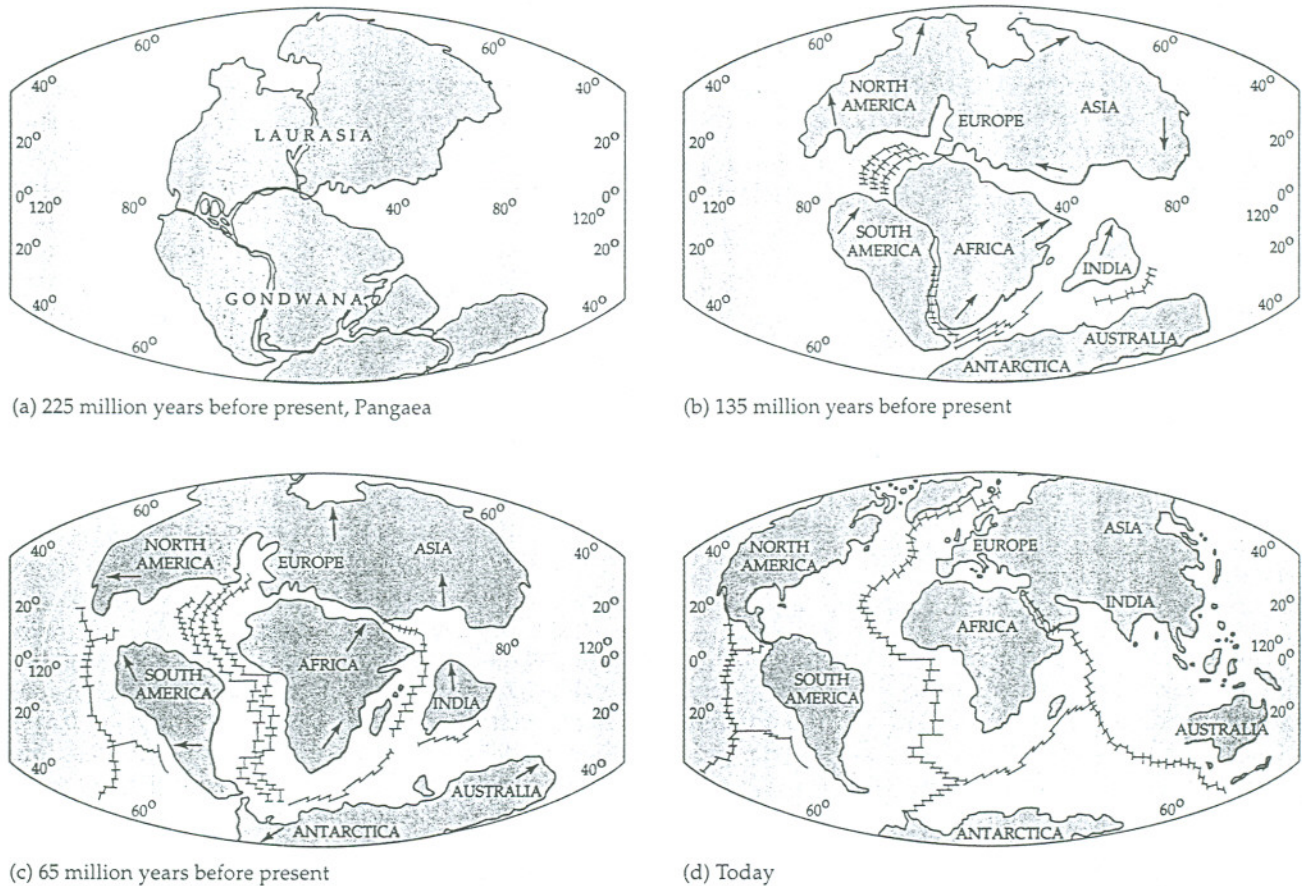 60°
60°
40°
40°
20°
20°
LAURASIA
0°
0°
120°
80°
40°
80°
120°
20°
20°
GONDWANA
40°
40°
60°
(a) 225 million years before present, Pangaea
60°
60°
40°
40°
NORTH
AMERICA
EUROPE
ASIA
20°
20°
0°
0°
120°
80°
40°
80°
120°
SOUTH
AMERICA
AFRICA
INDIA
20°
20°
40°
40°
60°
AUSTRALIA
ANTARCTICA
(b) 135 million years before present
60°
60°
40°
40°
NORTH
AMERICA
EUROPE
ASIA
20°
20°
80°
0°
0°
120°
120°
AFRICA
SOUTH
AMERICA
INDIA
20°
20°
40°
40°
AUSTRALIA
60°
ANTARCTICA
(c) 65 million years before present
60°
40°
40°
NORTH
AMERICA
EUROPE
ASIA
20°
20°
INDIA
AFRICA
0°
0°
120°
120°
SOUTH
AMERICA
20°
20°
AUSTRALIA
40°
40°
60°
60°
ANTARCTICA
(d) Today